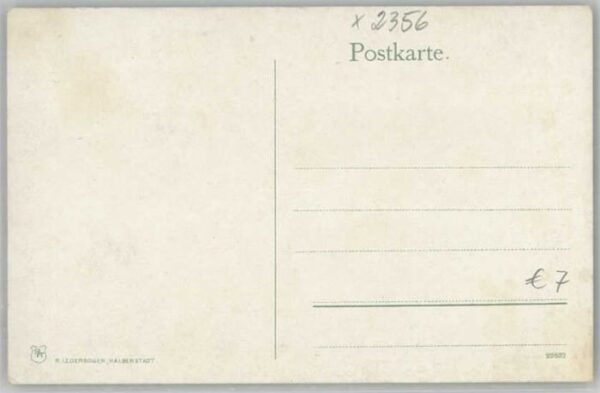 x 2356
Postkarte.
€ 7
R. LEDERBOGEN, HALBERSTADT